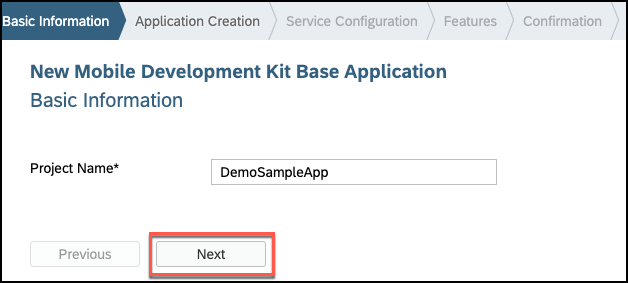 Basic Information Application Creation Service Configuration Features Confirmation
New Mobile Development Kit Base Application
Basic Information
Project Name* DemoSampleApp
Previous Next